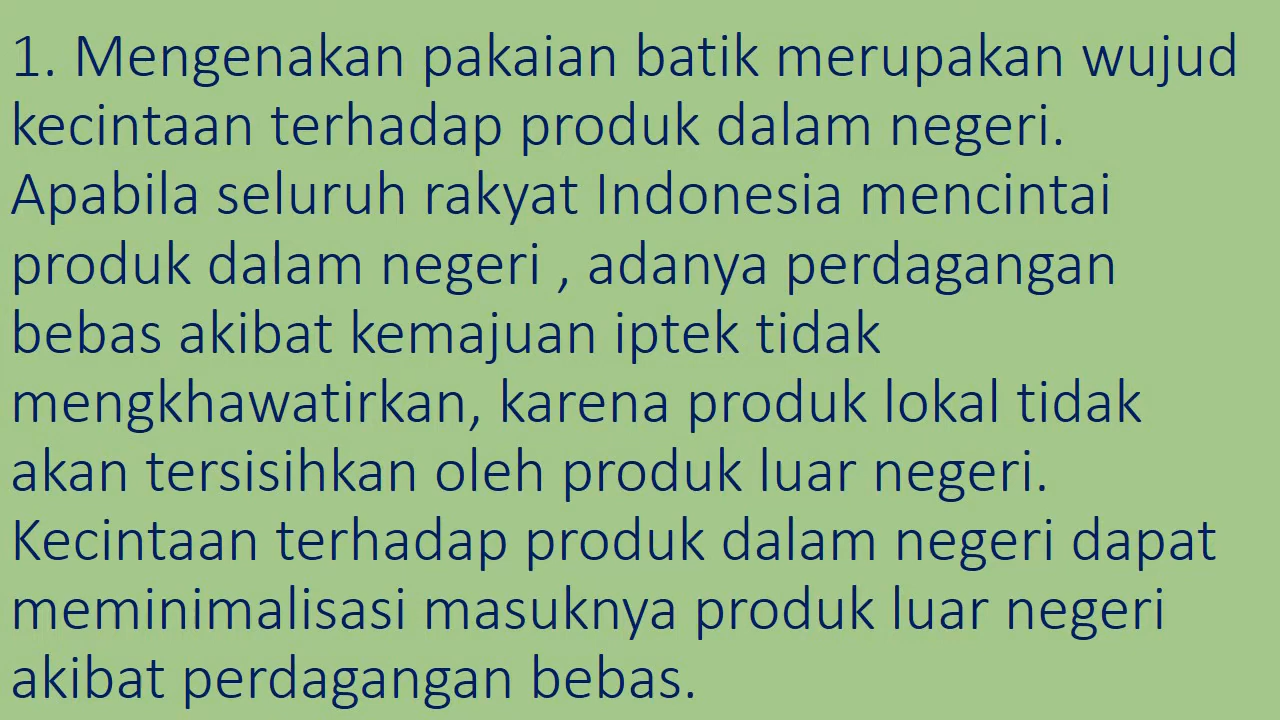 1. Mengenakan pakaian batik merupakan wujud
kecintaan terhadap produk dalam negeri.
Apabila seluruh rakyat Indonesia mencintai
produk dalam negeri , adanya perdagangan
bebas akibat kemajuan iptek tidak
mengkhawatirkan, karena produk lokal tidak
akan tersisihkan oleh produk luar negeri.
Kecintaan terhadap produk dalam negeri dapat
meminimalisasi masuknya produk luar negeri
akibat perdagangan bebas.